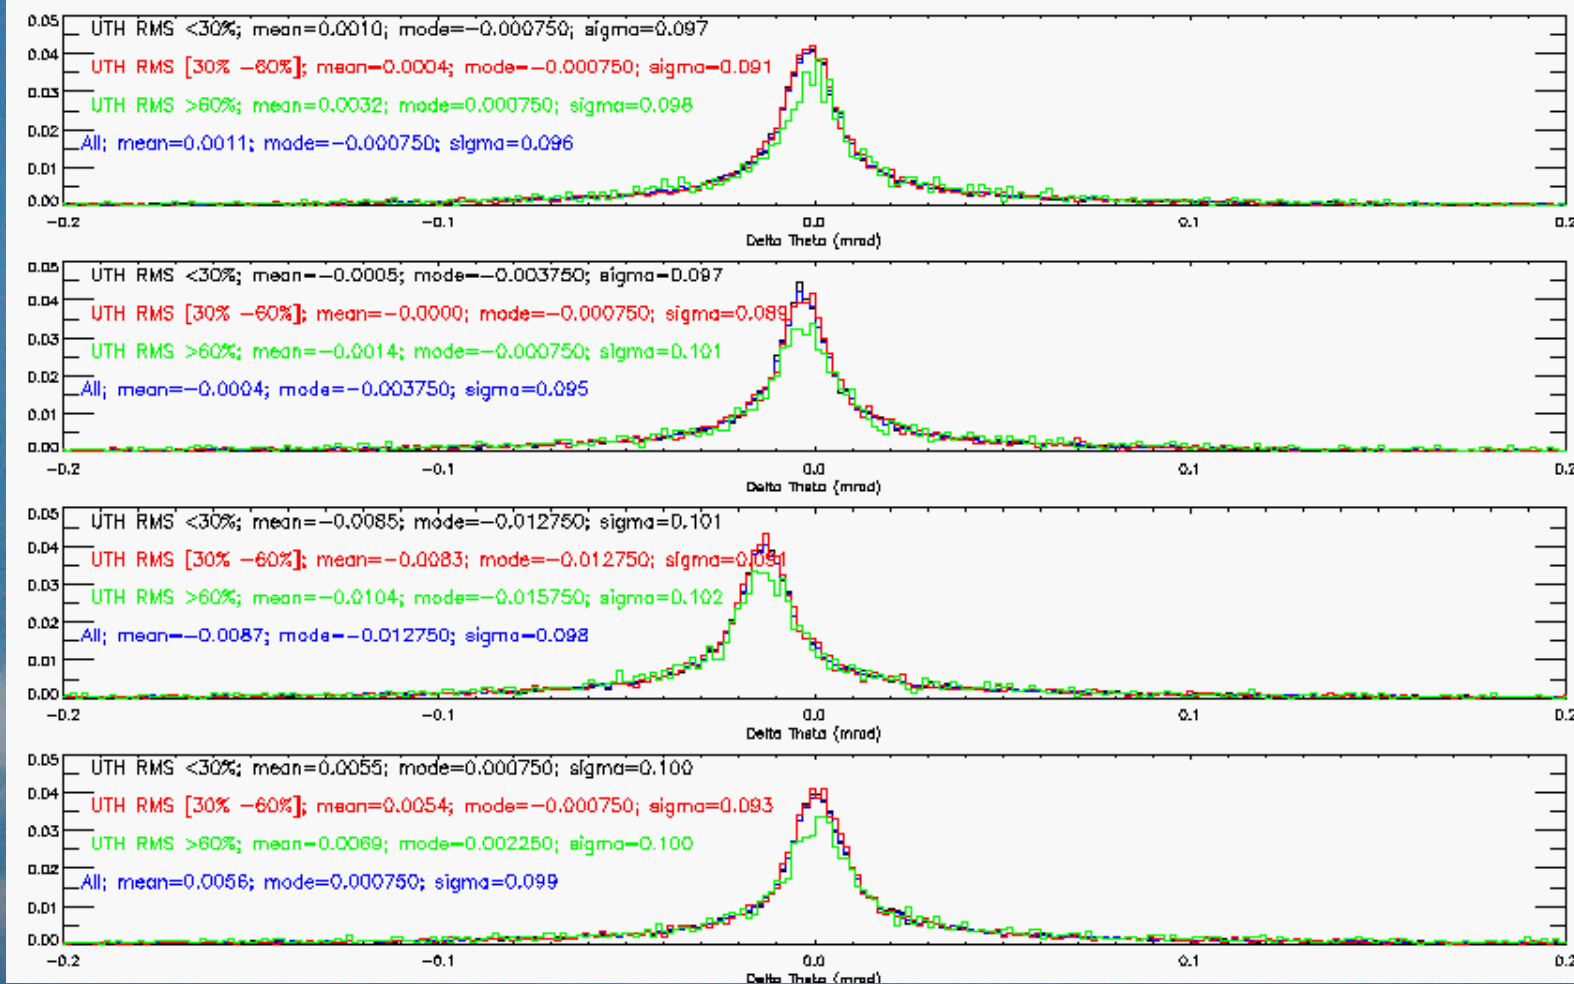 0.05
UTH RMS <30%; mean=0.0010; mode=-0.000750; sigma=0.097
0.04
UTH RMS [30% -60%]; mean=0.0004; mode=-0.000750; sigma=0.091
0.03
UTH RMS >60%; mean=0.0032; mode=0.000750; sigma=0.098
0.02
All; mean=0.0011; mode=-0.000750; sigma=0.096
0.01
0.00
-0.2 -0.1 0.0 0.1 0.2
Delta Theta (mrad)
0.05
UTH RMS <30%; mean=-0.0005; mode=-0.003750; sigma=0.097
0.04
UTH RMS [30% -60%]; mean=-0.0000; mode=-0.000750; sigma=0.089
0.03
UTH RMS >60%; mean=-0.0014; mode=-0.000750; sigma=0.101
0.02
All; mean=-0.0004; mode=-0.003750; sigma=0.095
0.01
0.00
-0.2 -0.1 0.0 0.1 0.2
Delta Theta (mrad)
0.05
UTH RMS <30%; mean=-0.0085; mode=-0.012750; sigma=0.101
0.04
UTH RMS [30% -60%]; mean=-0.0083; mode=-0.012750; sigma=0.091
0.03
UTH RMS >60%; mean=-0.0104; mode=-0.015750; sigma=0.102
0.02
All; mean=-0.0087; mode=-0.012750; sigma=0.098
0.01
0.00
-0.2 -0.1 0.0 0.1 0.2
Delta Theta (mrad)
0.05
UTH RMS <30%; mean=0.0055; mode=0.000750; sigma=0.100
0.04
UTH RMS [30% -60%]; mean=0.0054; mode=-0.000750; sigma=0.093
0.03
UTH RMS >60%; mean=0.0069; mode=0.002250; sigma=0.100
0.02
All; mean=0.0056; mode=0.000750; sigma=0.099
0.01
0.00
-0.2 -0.1 0.0 0.1 0.2
Delta Theta (mrad)